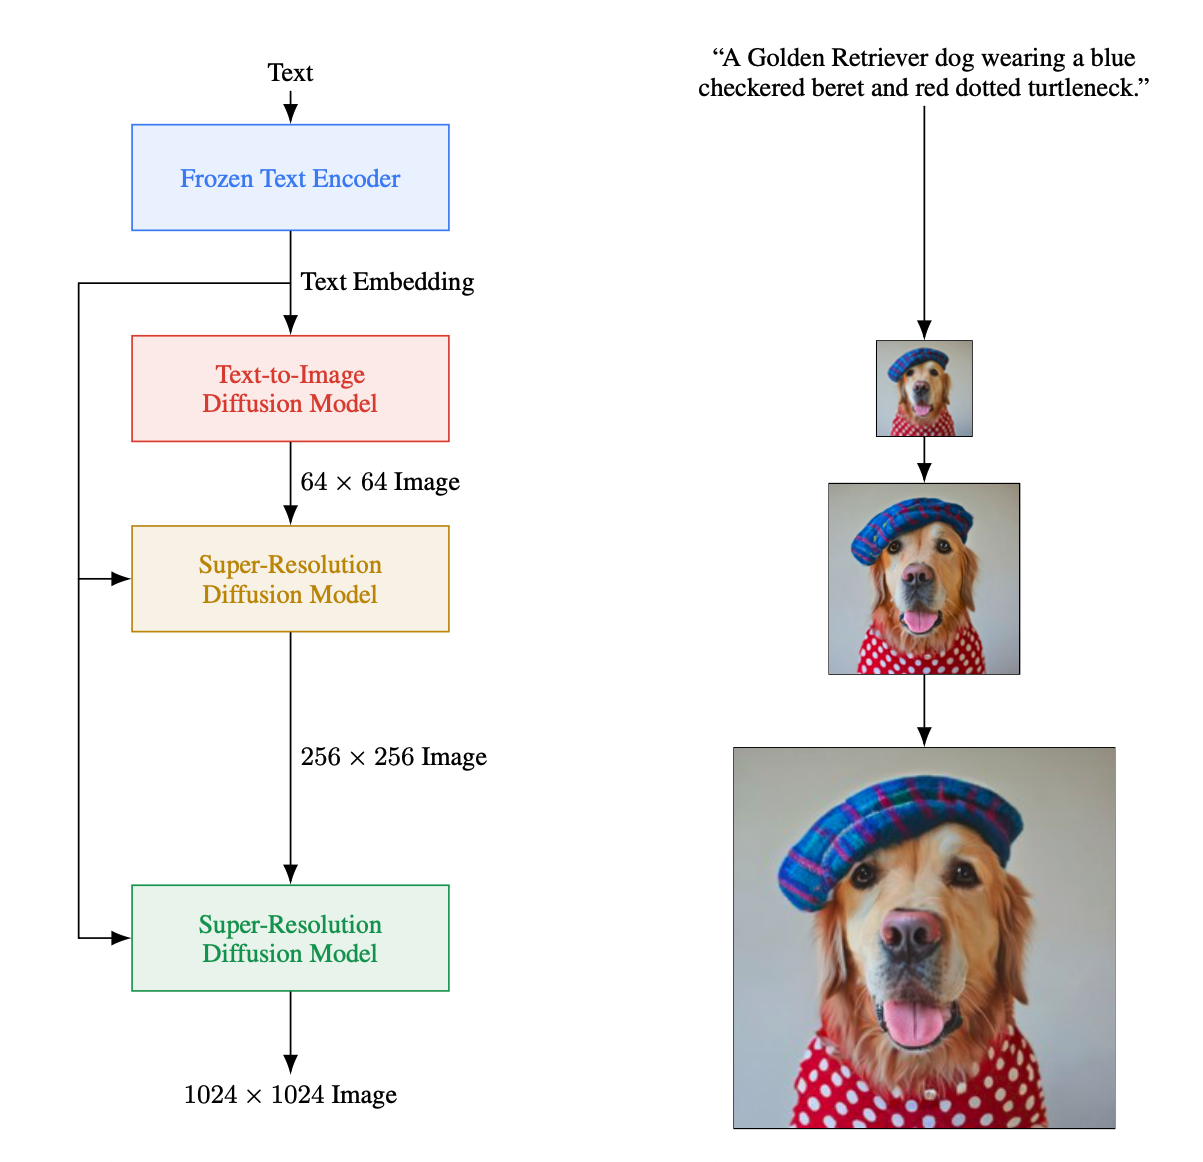 Text
Frozen Text Encoder
Text Embedding
Text-to-Image
Diffusion Model
64 × 64 Image
Super-Resolution
Diffusion Model
256 × 256 Image
Super-Resolution
Diffusion Model
1024 × 1024 Image
“A Golden Retriever dog wearing a blue
checkered beret and red dotted turtleneck.”